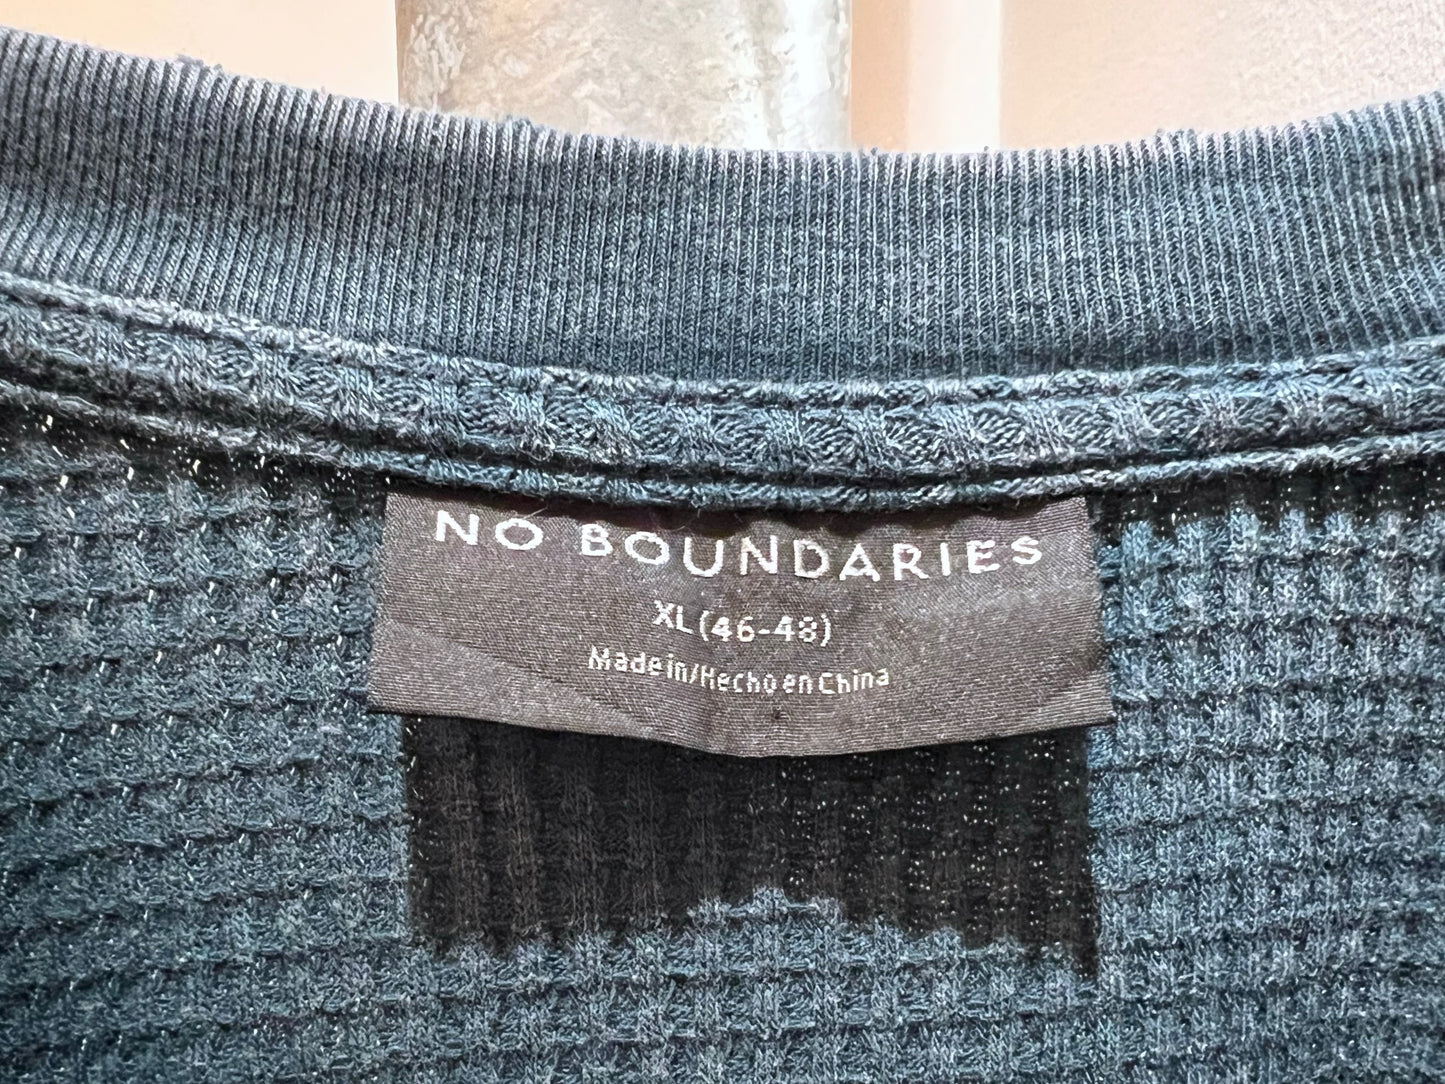 NO BOUNDARIES
XL (46-48)
Made in/Hecho en China